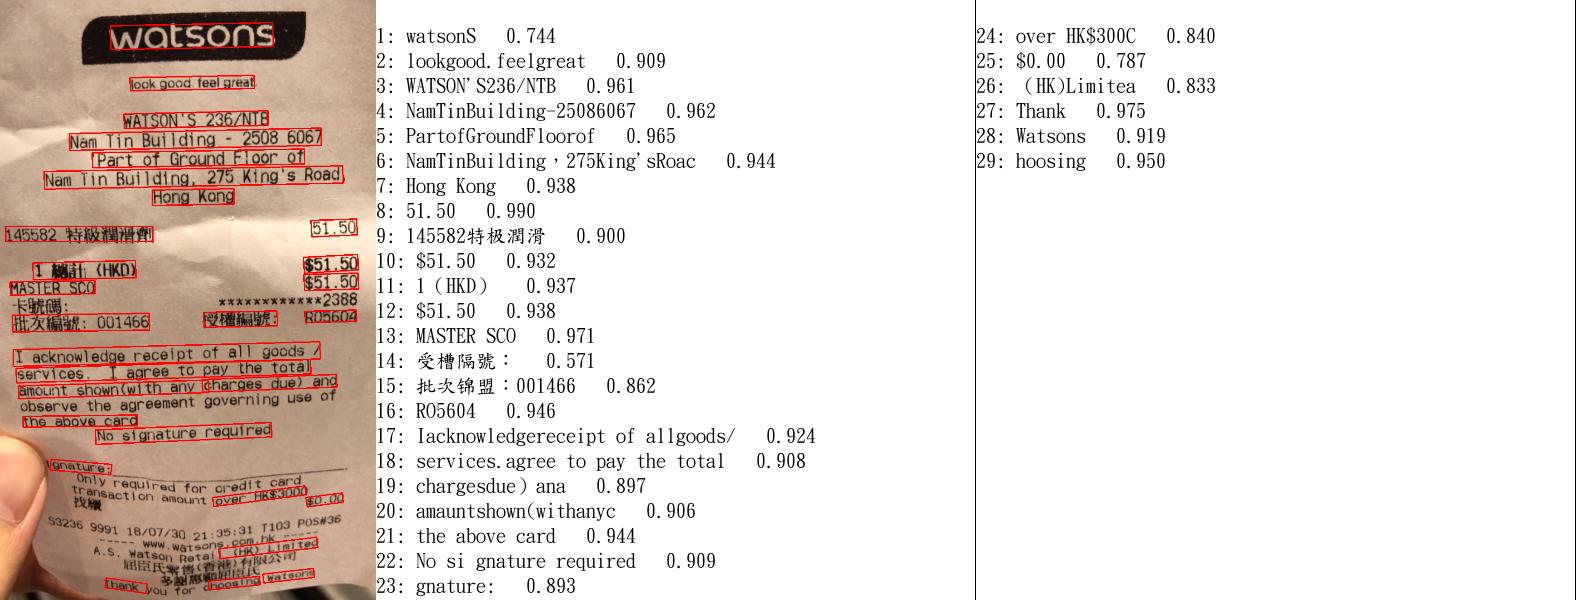 watsons
look good. feel great
WATSON'S 236/NTB
Nam Tin Building - 2508 6067
Part of Ground Floor of
Nam Tin Building, 275 King's Road,
Hong Kong
145582 特級潤滑劑 51.50
1 總計 (HKD) $51.50
MASTER SCO $51.50
卡號碼: ************2388
批次編號: 001466 授權編號: RO5604
I acknowledge receipt of all goods /
services. I agree to pay the total
amount shown(with any charges due) and
observe the agreement governing use of
the above card
No signature required
ignature:
Only required for credit card
transaction amount over HK$3000
找續 $0.00
S3236 9991 18/07/30 21:35:31 T103 POS#36
----- www.watsons.com.hk -----
A.S. Watson Retail (HK) Limited
屈臣氏零售(香港)有限公司
多謝惠顧屈臣氏
Thank you for choosing Watsons
1: watsonS 0.744
2: lookgood.feelgreat 0.909
3: WATSON'S236/NTB 0.961
4: NamTinBuilding-25086067 0.962
5: PartofGroundFloorof 0.965
6: NamTinBuilding，275King'sRoac 0.944
7: Hong Kong 0.938
8: 51.50 0.990
9: 145582特极潤滑 0.900
10: $51.50 0.932
11: 1（HKD） 0.937
12: $51.50 0.938
13: MASTER SCO 0.971
14: 受槽隔號： 0.571
15: 批次锦盟：001466 0.862
16: RO5604 0.946
17: Iacknowledgereceipt of allgoods/ 0.924
18: services.agree to pay the total 0.908
19: chargesdue）ana 0.897
20: amauntshown(withanyc 0.906
21: the above card 0.944
22: No si gnature required 0.909
23: gnature: 0.893
24: over HK$300C 0.840
25: $0.00 0.787
26: （HK)Limitea 0.833
27: Thank 0.975
28: Watsons 0.919
29: hoosing 0.950